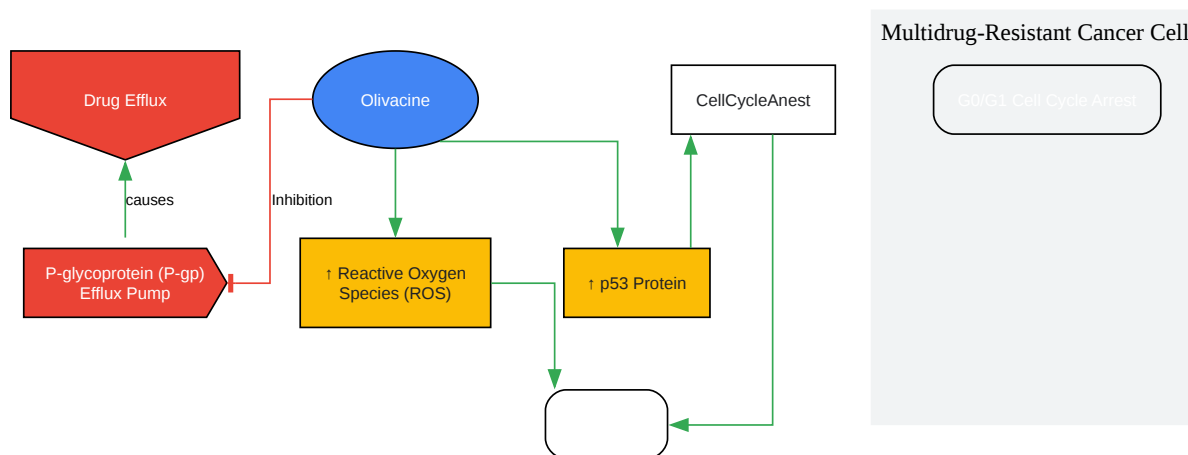 Multidrug-Resistant Cancer Cell
Drug Efflux
Olivacine
CellCycleAnest
G0/G1 Cell Cycle Arrest
causes
Inhibition
P-glycoprotein (P-gp)
Efflux Pump
↑ Reactive Oxygen
Species (ROS)
↑ p53 Protein